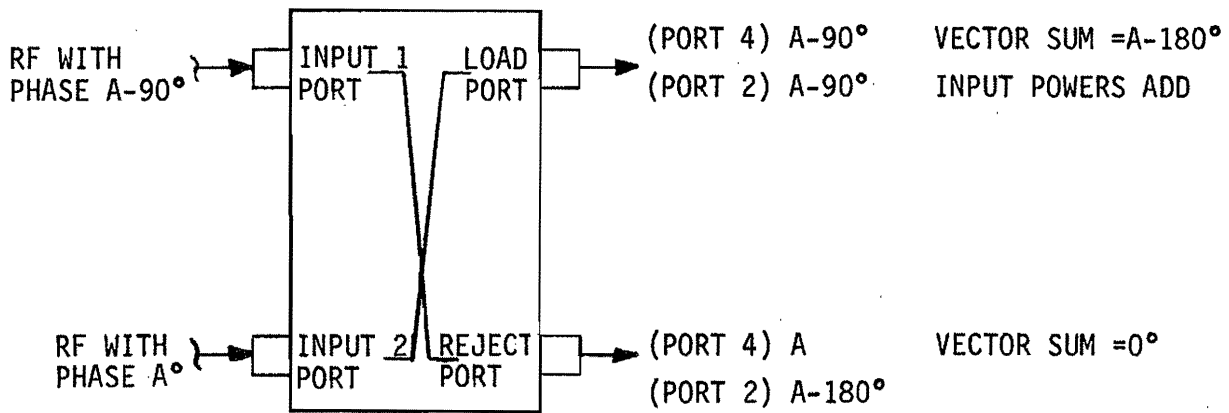 RF WITH
PHASE A-90°
INPUT 1
PORT
LOAD
PORT
(PORT 4) A-90°
(PORT 2) A-90°
VECTOR SUM =A-180°
INPUT POWERS ADD
RF WITH
PHASE A°
INPUT 2
PORT
REJECT
PORT
(PORT 4) A
(PORT 2) A-180°
VECTOR SUM =0°